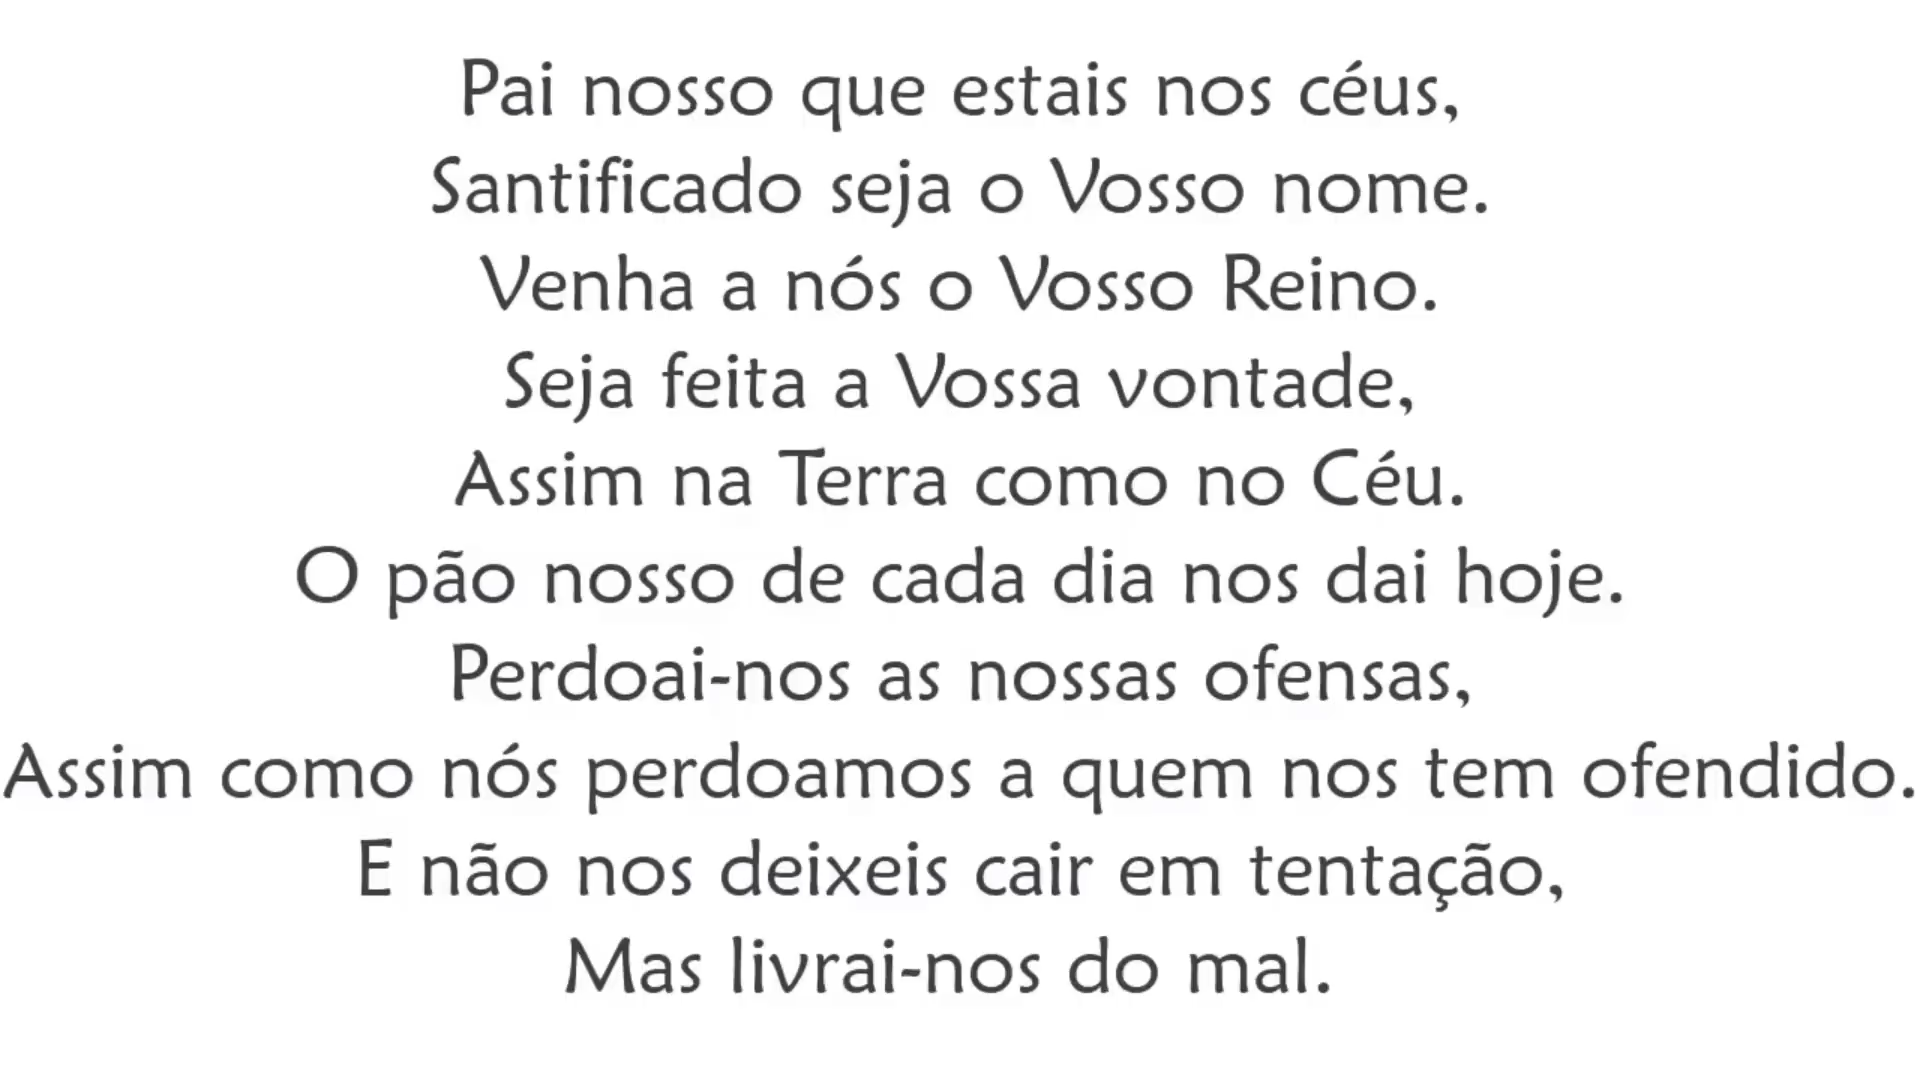 Pai nosso que estais nos céus,
Santificado seja o Vosso nome.
Venha a nós o Vosso Reino.
Seja feita a Vossa vontade,
Assim na Terra como no Céu.
O pão nosso de cada dia nos dai hoje.
Perdoai-nos as nossas ofensas,
Assim como nós perdoamos a quem nos tem ofendido.
E não nos deixeis cair em tentação,
Mas livrai-nos do mal.